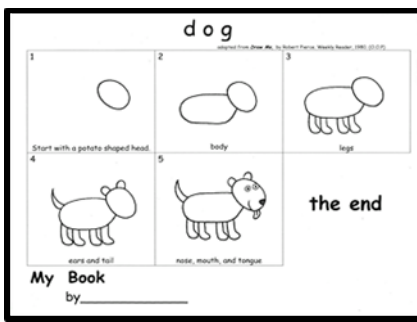 dog
adapted from Draw Me, by Robert Pierce, Weekly Reader, 1980. (O.O.P)
1
2
3
Start with a potato shaped head.
body
legs
4
5
the end
ears and tail
nose, mouth, and tongue
My Book
by